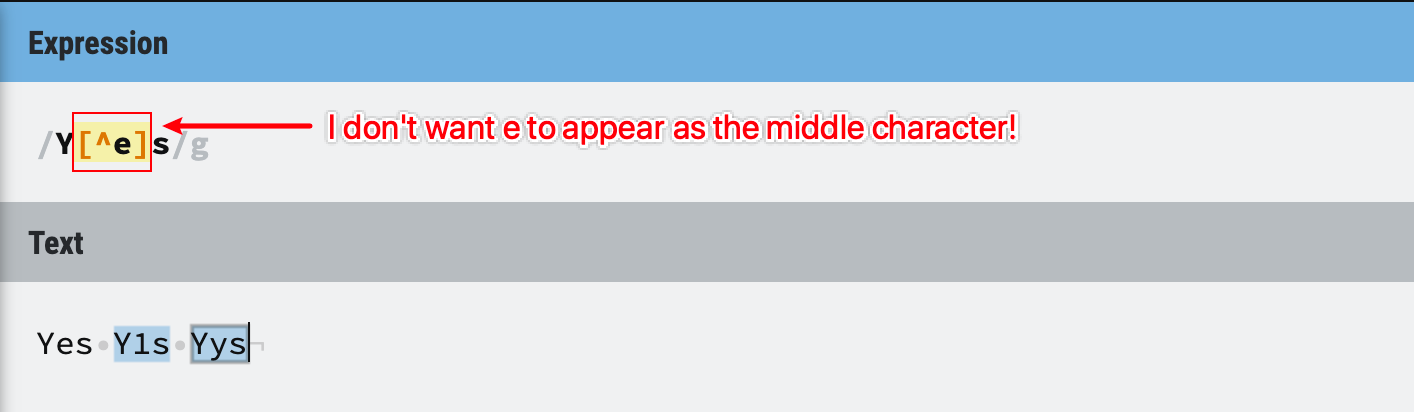 Expression
/Y[^e]s/g
I don't want e to appear as the middle character!
Text
Yes Y1s Yys